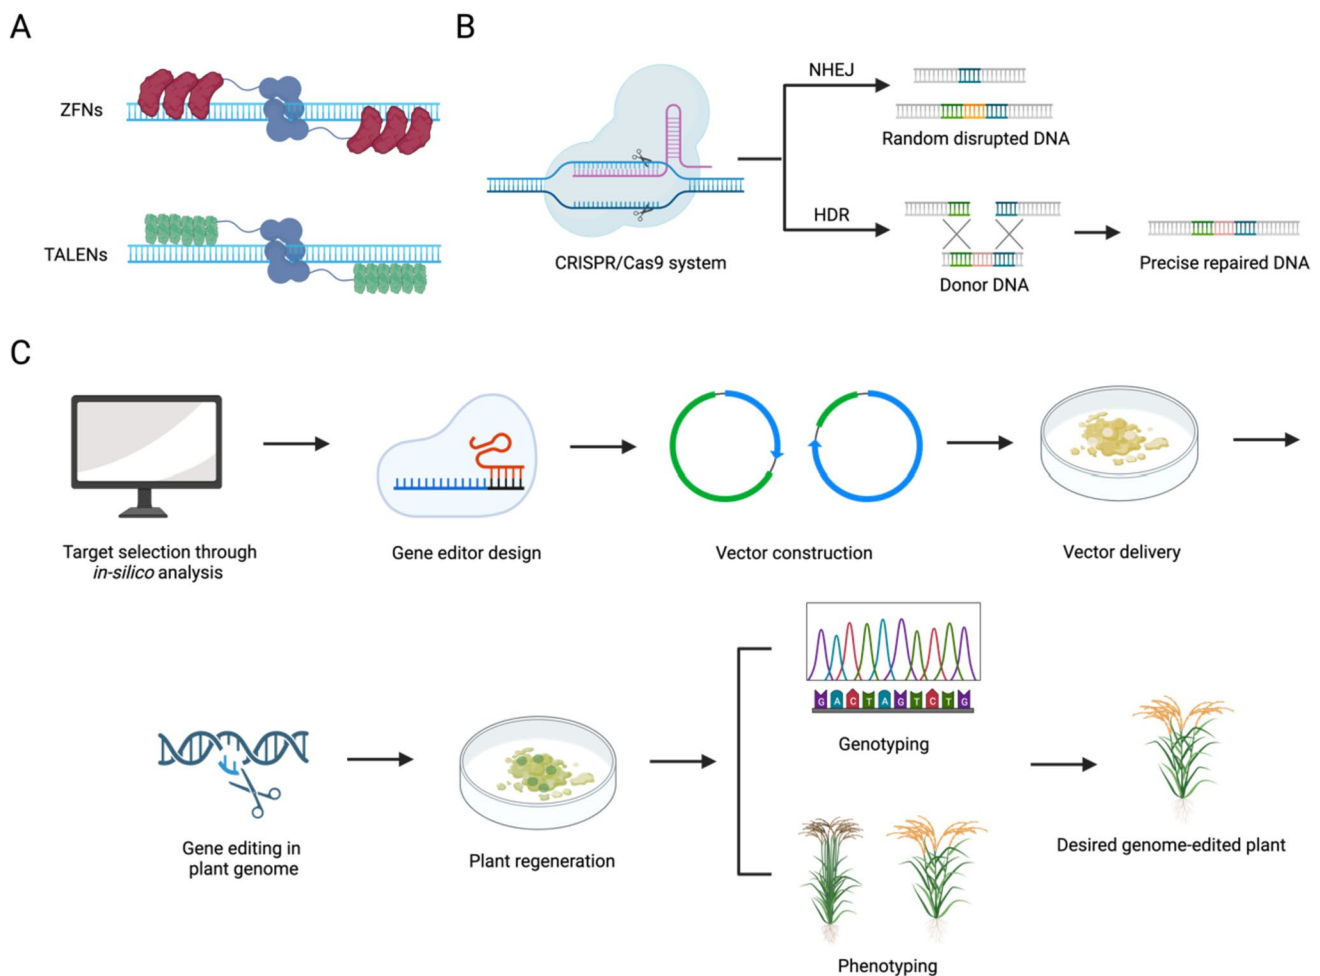 A
B
ZFNs
TALENs
NHEJ
Random disrupted DNA
HDR
CRISPR/Cas9 system
Donor DNA
Precise repaired DNA
C
Target selection through
in-silico analysis
Gene editor design
Vector construction
Vector delivery
Gene editing in
plant genome
Plant regeneration
G A C T A G T C T G
Genotyping
Phenotyping
Desired genome-edited plant